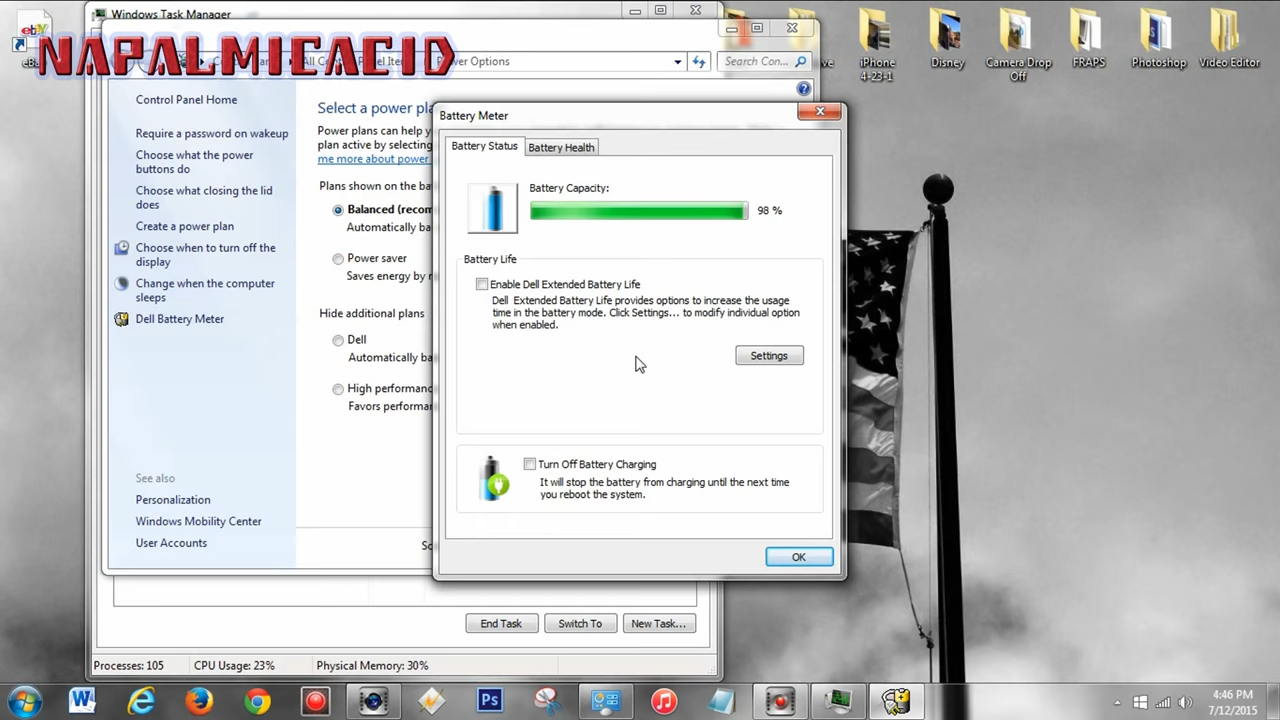 Windows Task Manager
NAPALMICACID
Power Options
Search Con...
Control Panel Home
Require a password on wakeup
Choose what the power
buttons do
Choose what closing the lid
does
Create a power plan
Choose when to turn off the
display
Change when the computer
sleeps
Dell Battery Meter
See also
Personalization
Windows Mobility Center
User Accounts
Select a power pla
Power plans can help y
plan active by selecting
me more about power
Plans shown on the bat
Balanced (recom
Automatically ba
Power saver
Saves energy by r
Hide additional plans
Dell
Automatically ba
High performanc
Favors performa
Battery Meter
Battery Status
Battery Health
Battery Capacity:
98 %
Battery Life
Enable Dell Extended Battery Life
Dell Extended Battery Life provides options to increase the usage
time in the battery mode. Click Settings... to modify individual option
when enabled.
Settings
Turn Off Battery Charging
It will stop the battery from charging until the next time
you reboot the system.
OK
End Task
Switch To
New Task...
Processes: 105
CPU Usage: 23%
Physical Memory: 30%
iPhone
4-23-1
Disney
Camera Drop
Off
FRAPS
Photoshop
Video Editor
4:46 PM
7/12/2015